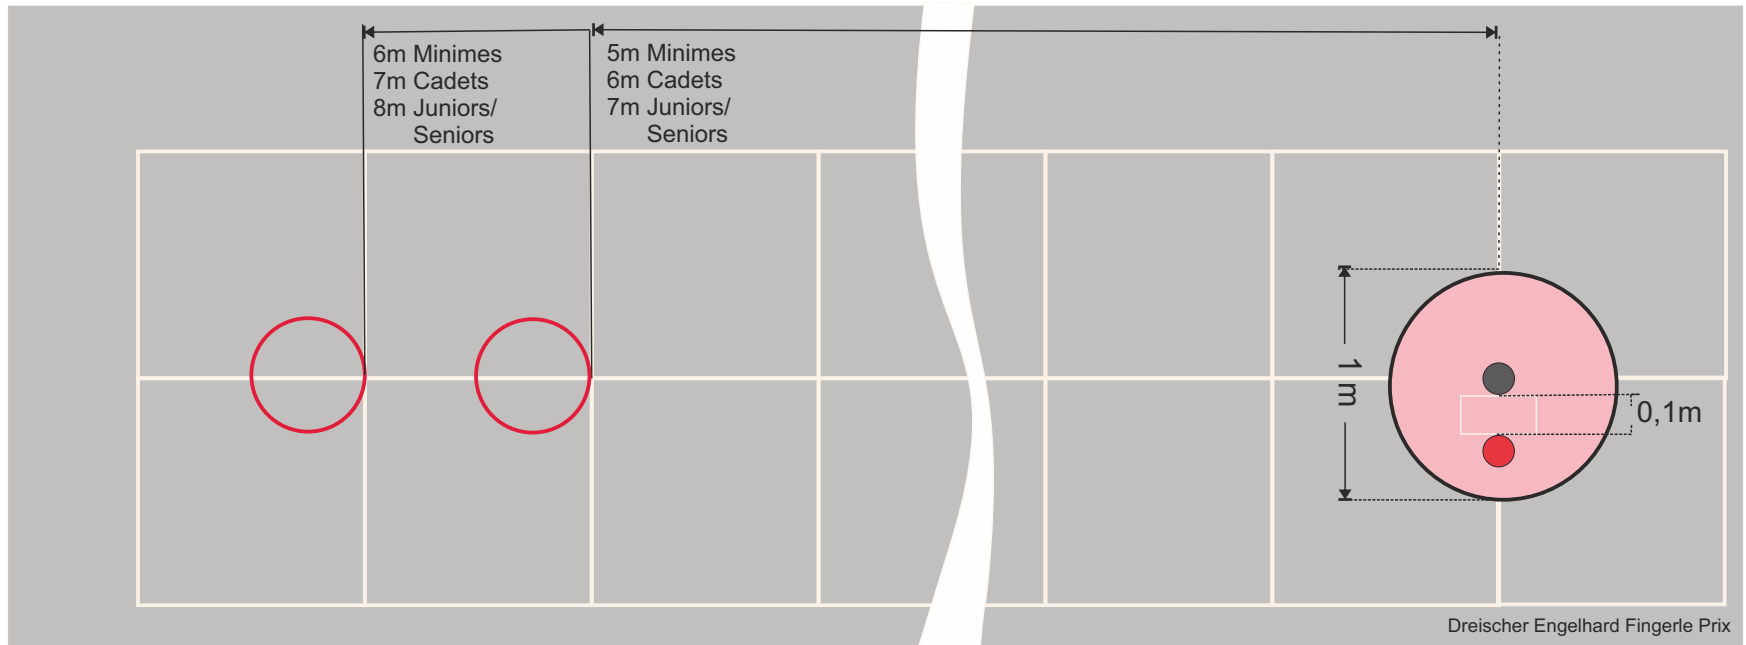 6m Minimes
7m Cadets
8m Juniors/
Seniors
5m Minimes
6m Cadets
7m Juniors/
Seniors
1 m
0,1m
Dreischer Engelhard Fingerle Prix